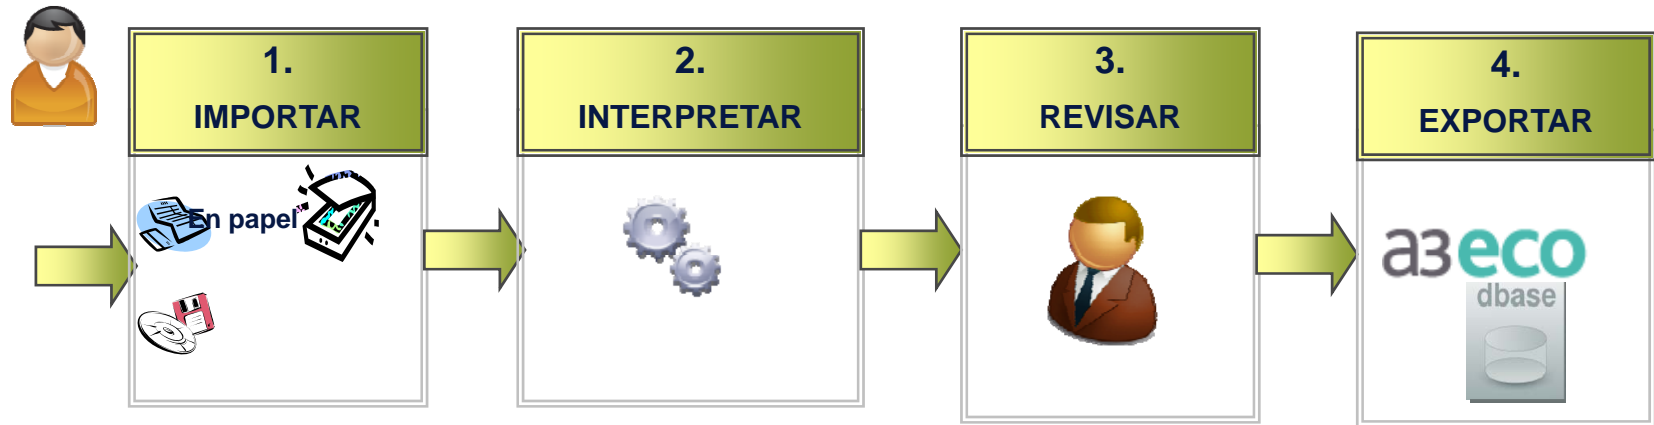 1.
IMPORTAR
2.
INTERPRETAR
3.
REVISAR
4.
EXPORTAR
En papel
a3eco
dbase